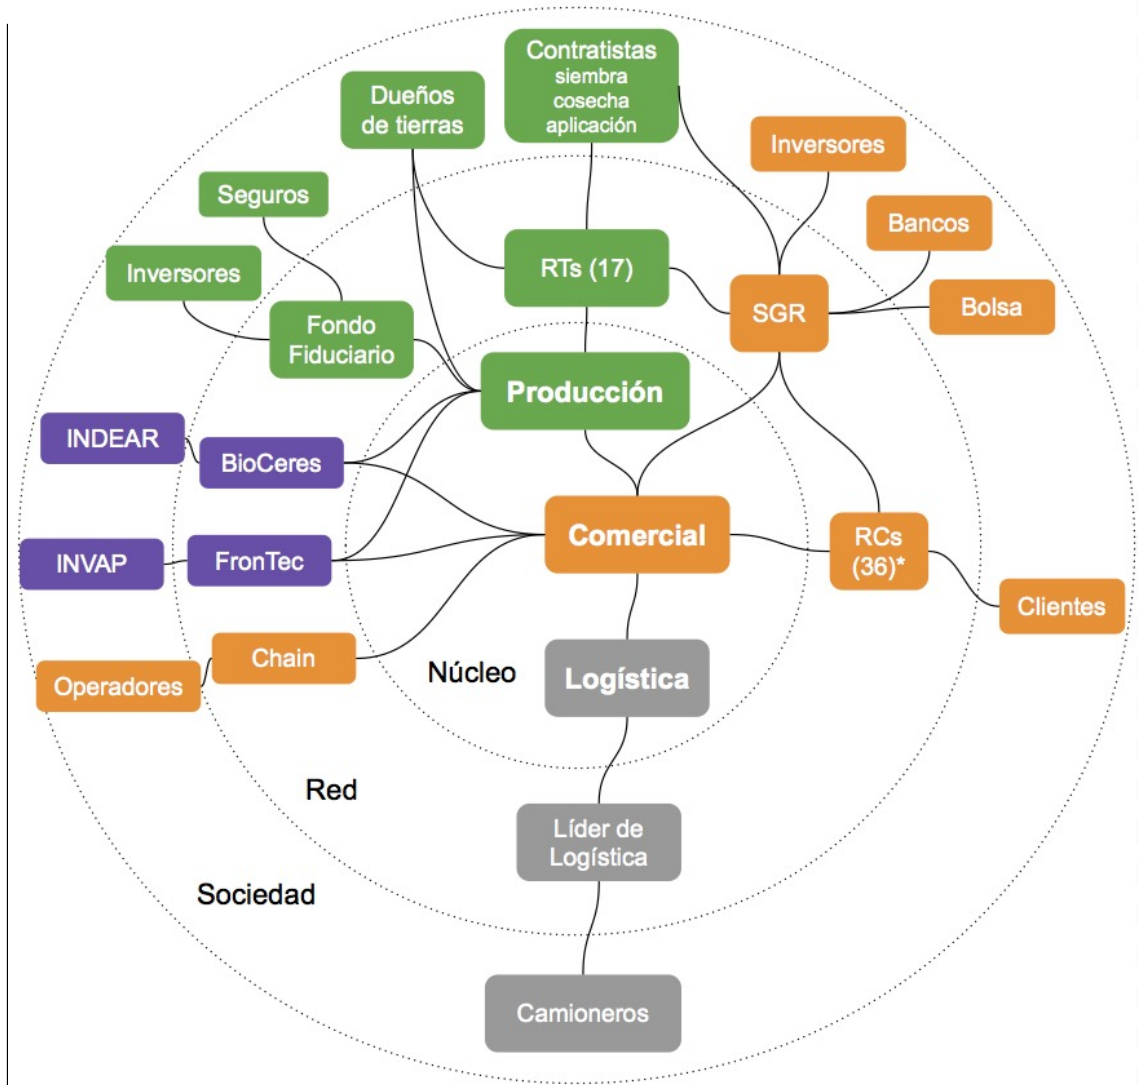 Contratistas
siembra
cosecha
aplicación
Dueños
de tierras
Inversores
Seguros
Bancos
Inversores
RTs (17)
SGR
Bolsa
Fondo
Fiduciario
Producción
INDEAR
BioCeres
Comercial
RCs
(36)*
INVAP
FronTec
Clientes
Chain
Operadores
Núcleo
Logística
Red
Líder de
Logística
Sociedad
Camioneros